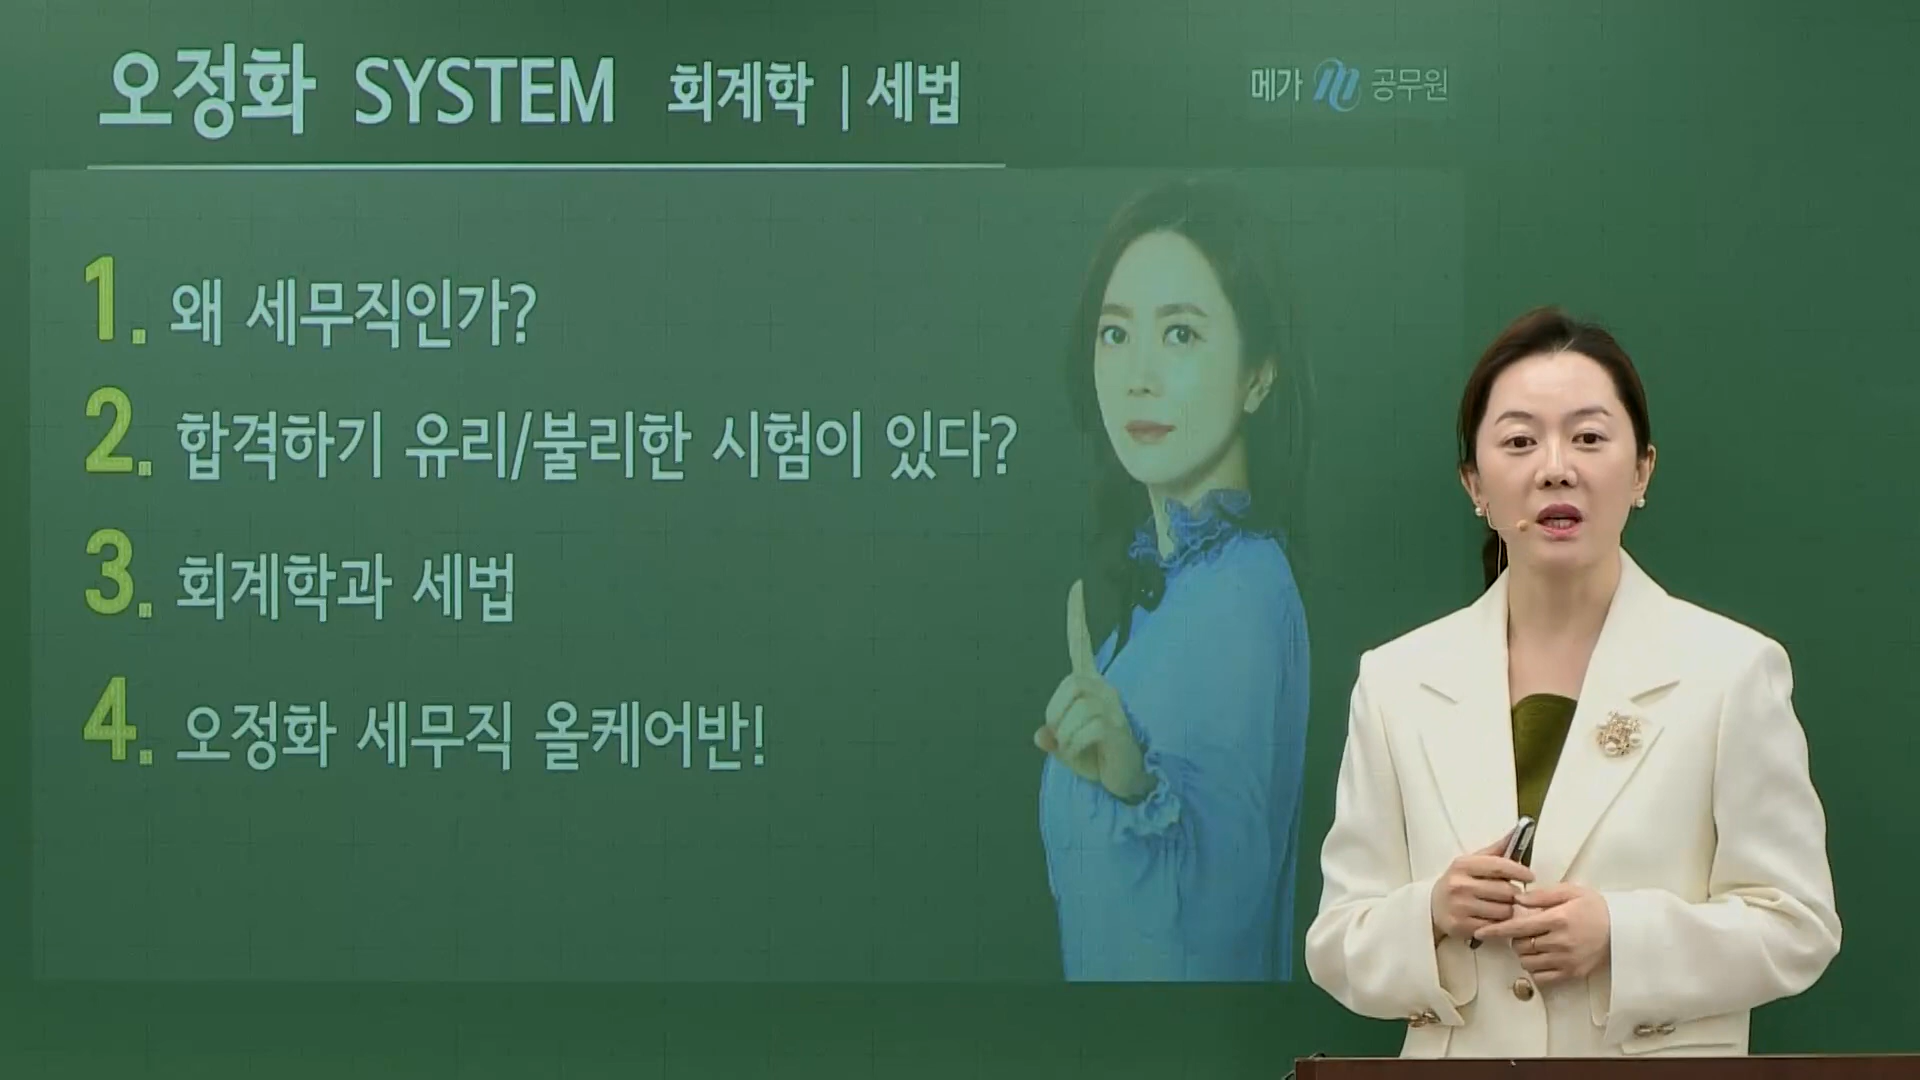 오정화 SYSTEM 회계학 | 세법
메가 공무원
1. 왜 세무직인가?
2. 합격하기 유리/불리한 시험이 있다?
3. 회계학과 세법
4. 오정화 세무직 올케어반!